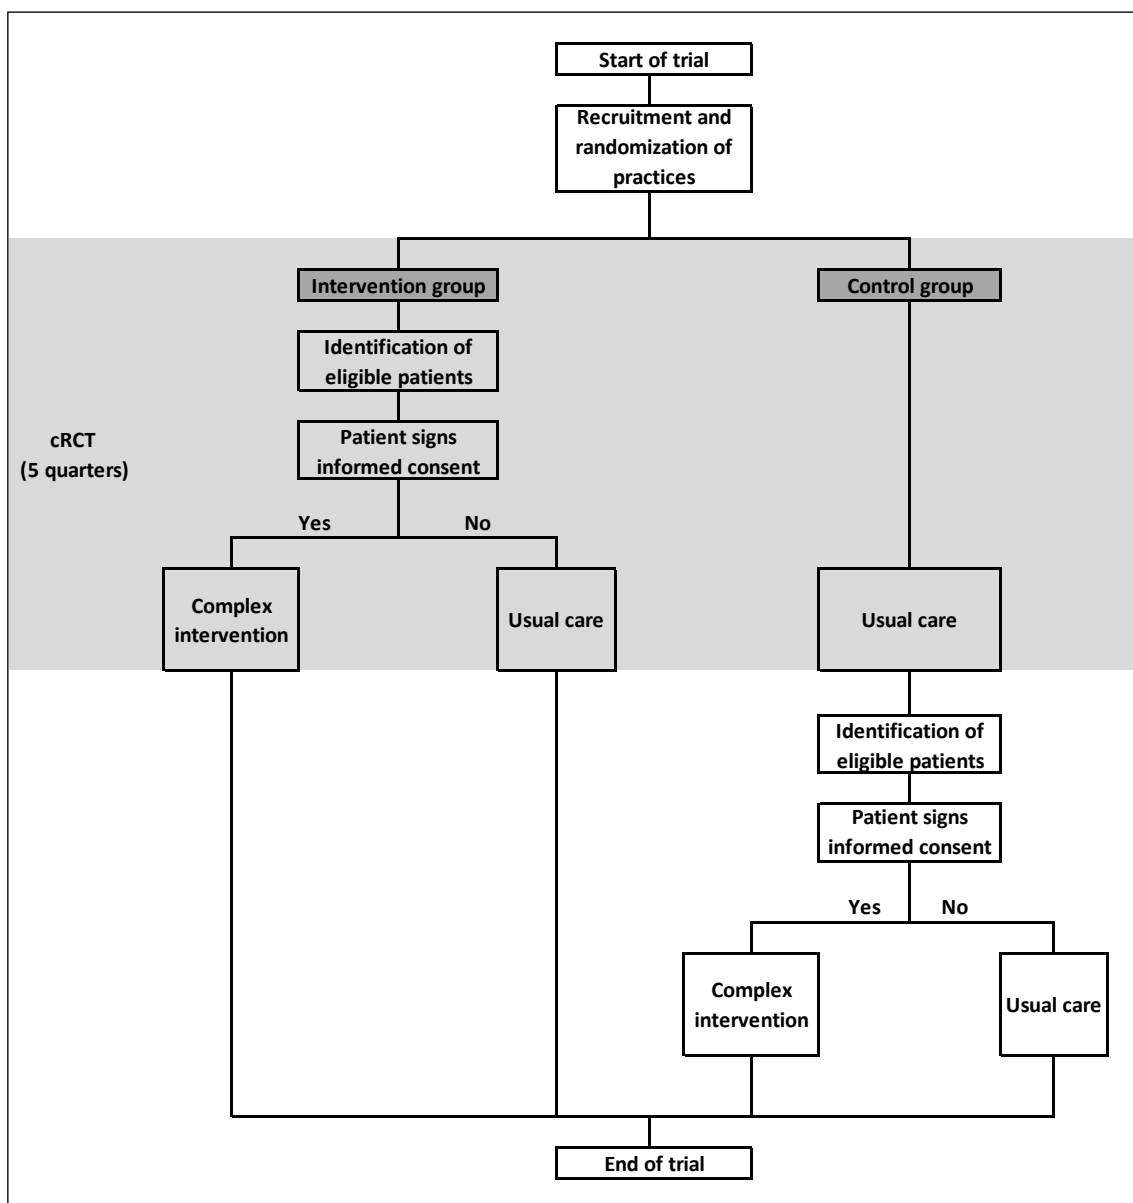 Start of trial
Recruitment and
randomization of
practices
Intervention group
Control group
Identification of
eligible patients
Patient signs
informed consent
cRCT
(5 quarters)
Yes
No
Complex
intervention
Usual care
Usual care
Identification of
eligible patients
Patient signs
informed consent
Yes
No
Complex
intervention
Usual care
End of trial